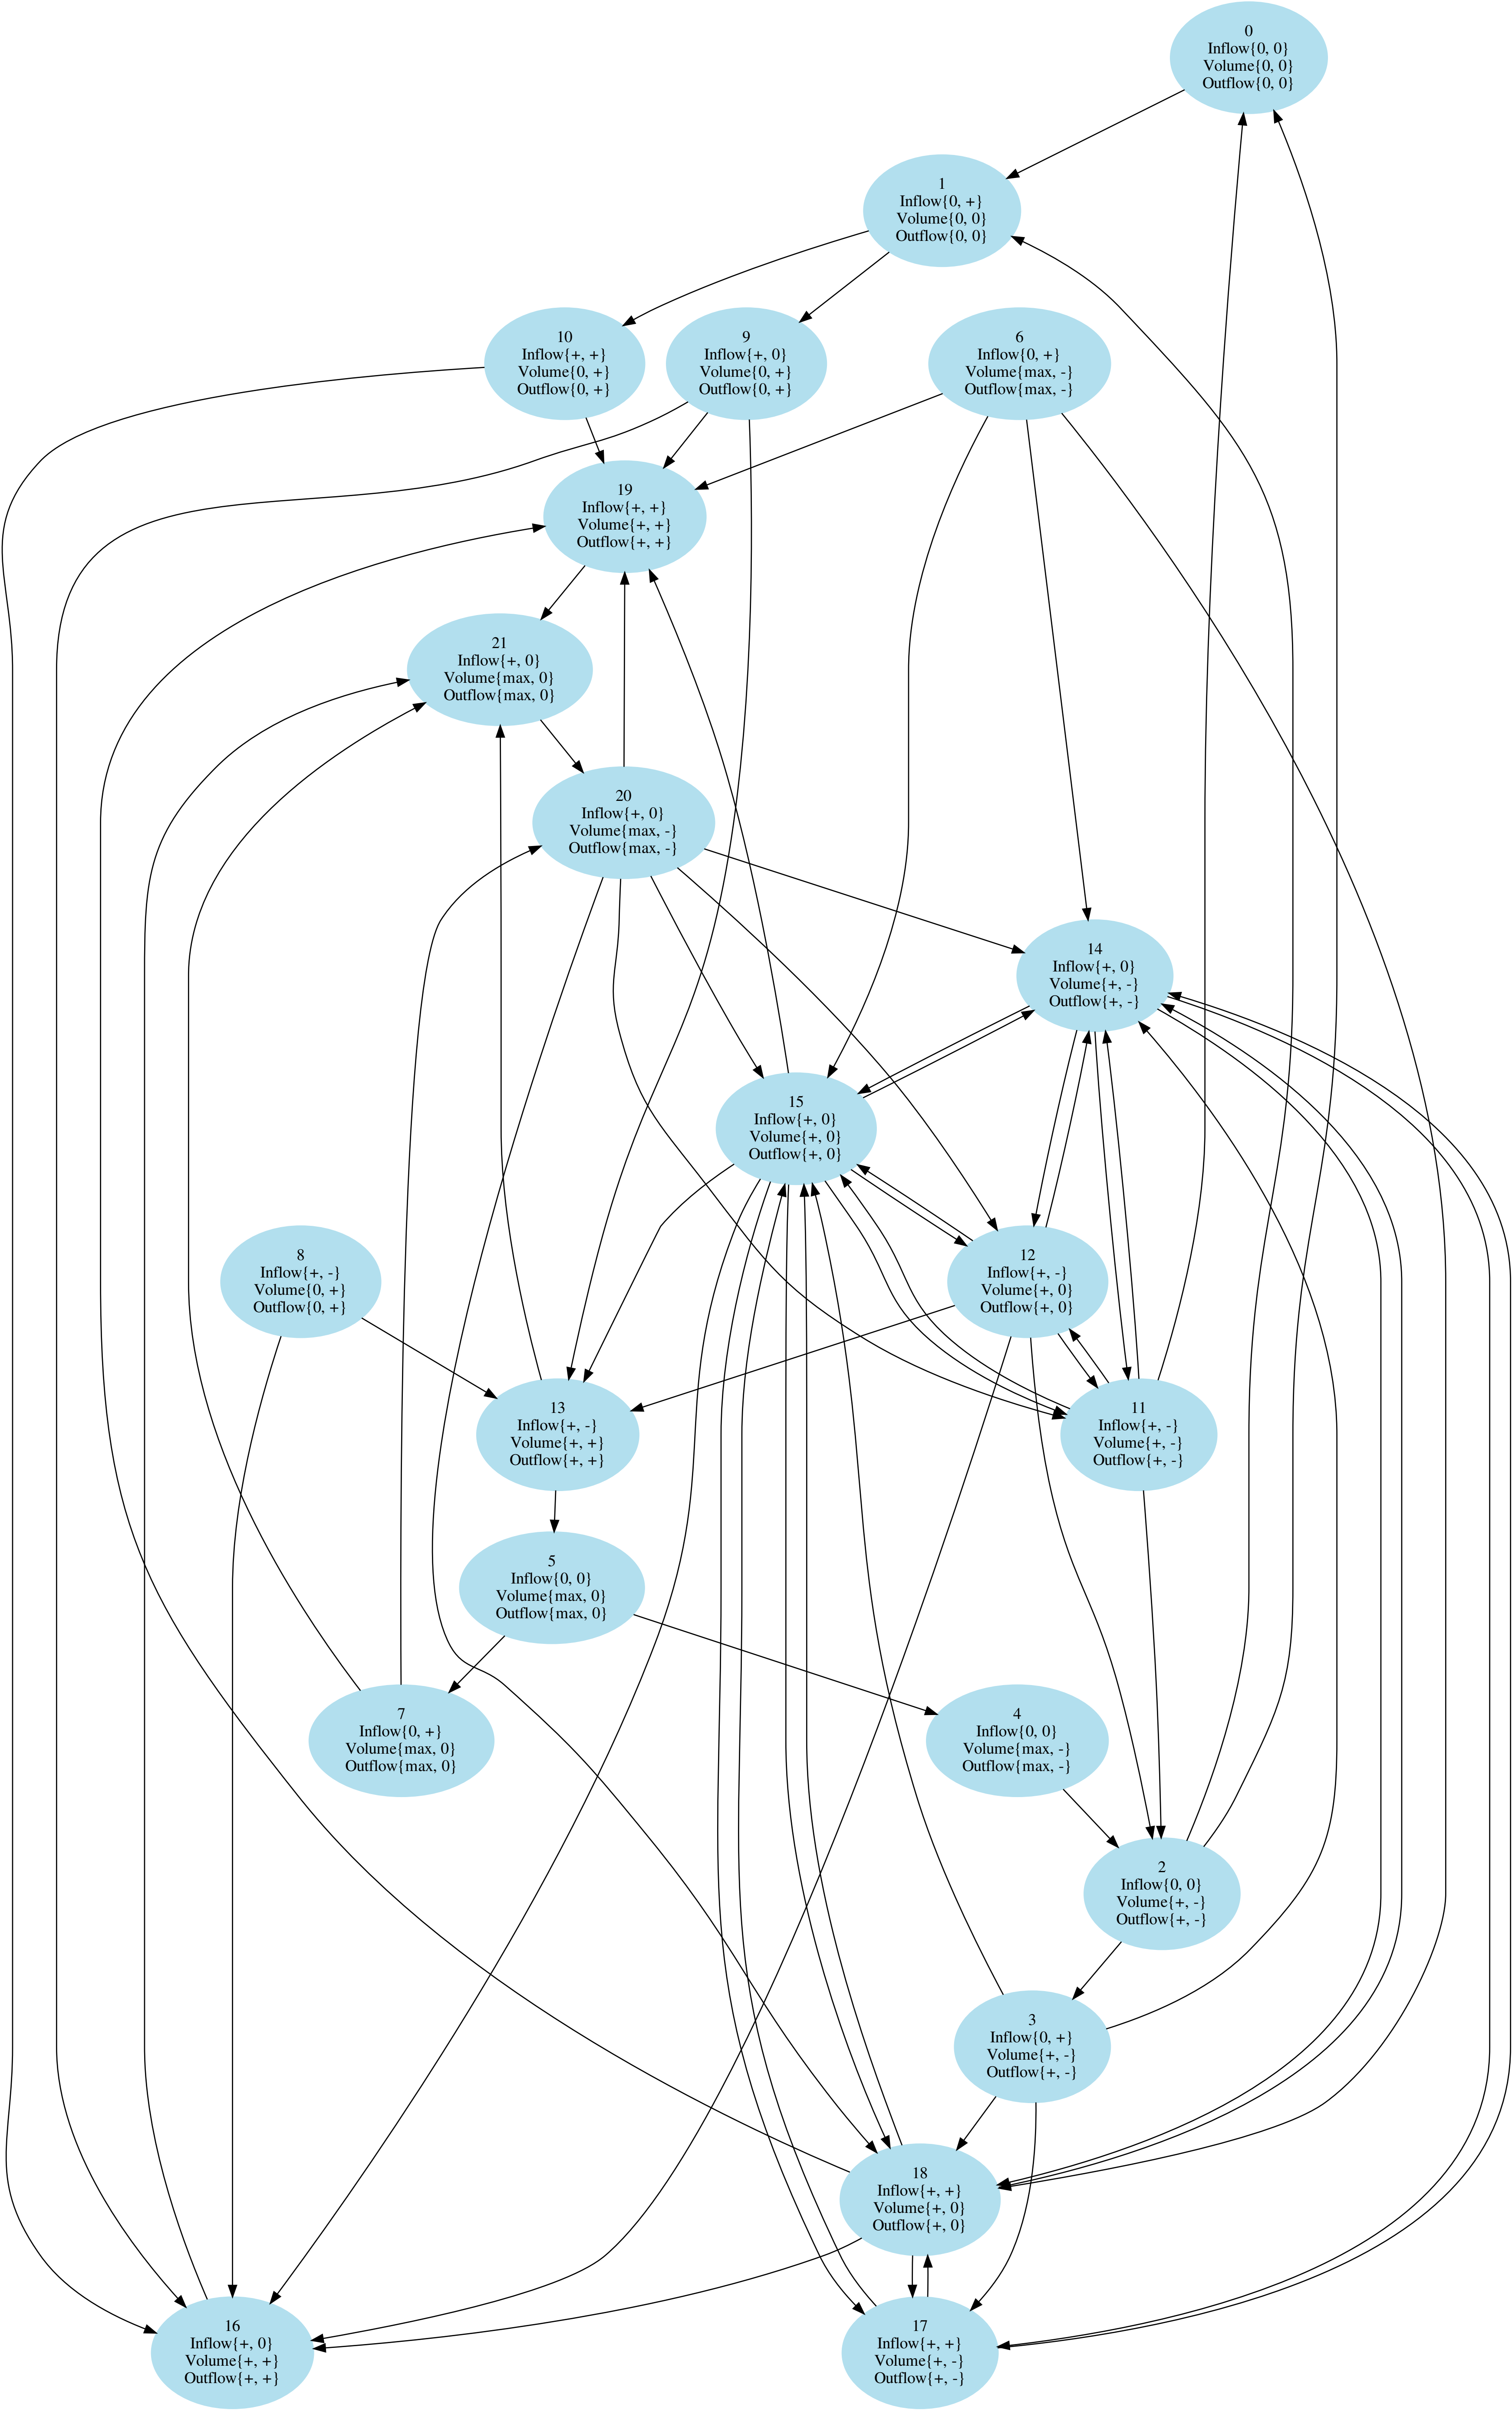 0
Inflow{0, 0}
Volume{0, 0}
Outflow{0, 0}
1
Inflow{0, +}
Volume{0, 0}
Outflow{0, 0}
10
Inflow{+, +}
Volume{0, +}
Outflow{0, +}
9
Inflow{+, 0}
Volume{0, +}
Outflow{0, +}
6
Inflow{0, +}
Volume{max, -}
Outflow{max, -}
19
Inflow{+, +}
Volume{+, +}
Outflow{+, +}
21
Inflow{+, 0}
Volume{max, 0}
Outflow{max, 0}
20
Inflow{+, 0}
Volume{max, -}
Outflow{max, -}
14
Inflow{+, 0}
Volume{+, -}
Outflow{+, -}
15
Inflow{+, 0}
Volume{+, 0}
Outflow{+, 0}
8
Inflow{+, -}
Volume{0, +}
Outflow{0, +}
12
Inflow{+, -}
Volume{+, 0}
Outflow{+, 0}
13
Inflow{+, -}
Volume{+, +}
Outflow{+, +}
11
Inflow{+, -}
Volume{+, -}
Outflow{+, -}
5
Inflow{0, 0}
Volume{max, 0}
Outflow{max, 0}
7
Inflow{0, +}
Volume{max, 0}
Outflow{max, 0}
4
Inflow{0, 0}
Volume{max, -}
Outflow{max, -}
2
Inflow{0, 0}
Volume{+, -}
Outflow{+, -}
3
Inflow{0, +}
Volume{+, -}
Outflow{+, -}
18
Inflow{+, +}
Volume{+, 0}
Outflow{+, 0}
16
Inflow{+, 0}
Volume{+, +}
Outflow{+, +}
17
Inflow{+, +}
Volume{+, -}
Outflow{+, -}